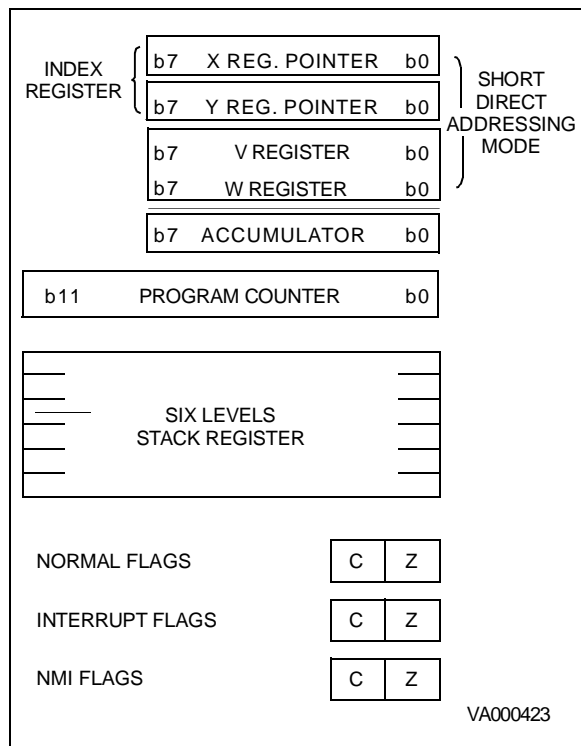 INDEX
REGISTER
b7 X REG. POINTER b0
b7 Y REG. POINTER b0
b7 V REGISTER b0
b7 W REGISTER b0
SHORT
DIRECT
ADDRESSING
MODE
b7 ACCUMULATOR b0
b11 PROGRAM COUNTER b0
SIX LEVELS
STACK REGISTER
NORMAL FLAGS C Z
INTERRUPT FLAGS C Z
NMI FLAGS C Z
VA000423